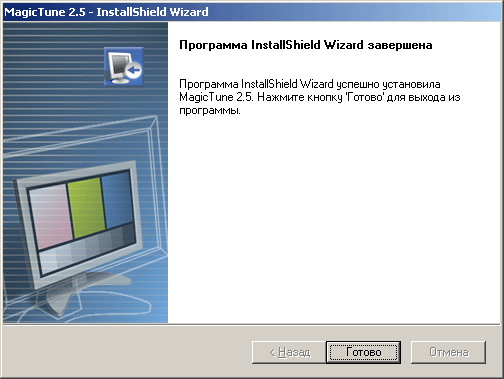 MagicTune 2.5 - InstallShield Wizard
Программа InstallShield Wizard завершена
Программа InstallShield Wizard успешно установила
MagicTune 2.5. Нажмите кнопку 'Готово' для выхода из
программы.
< Назад
Готово
Отмена